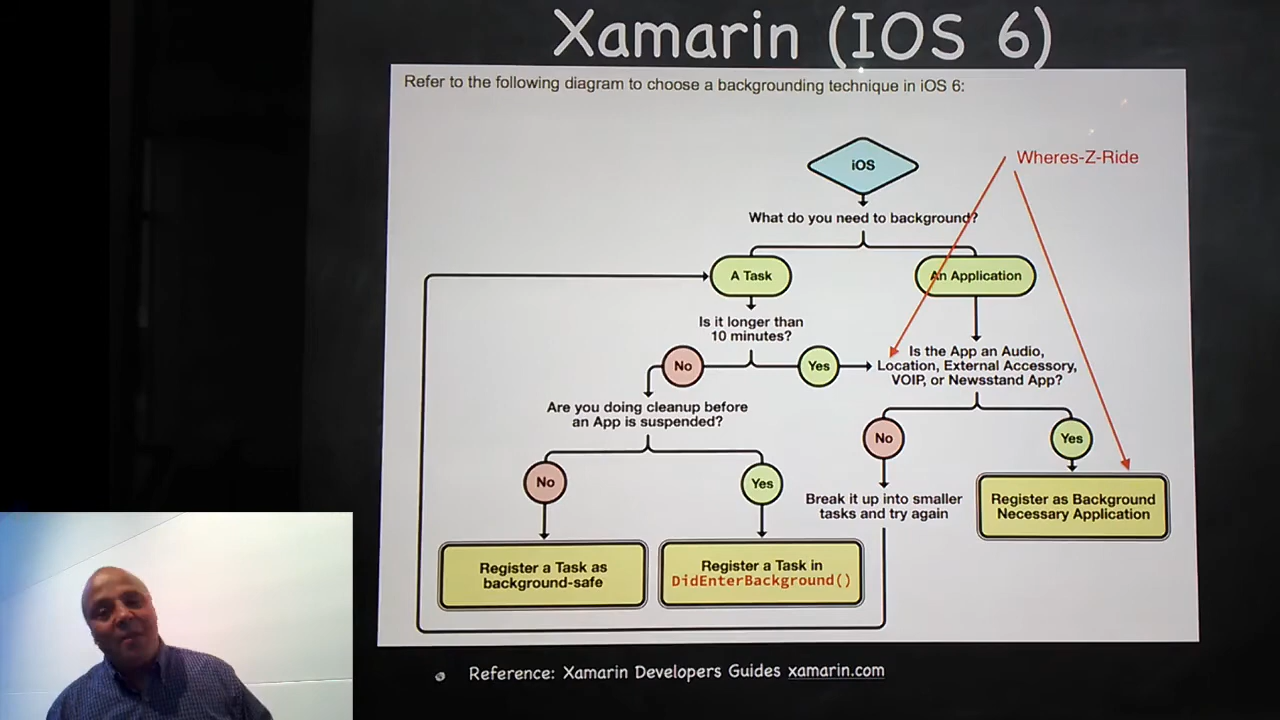 Xamarin (IOS 6)
Refer to the following diagram to choose a backgrounding technique in iOS 6:
iOS
Wheres-Z-Ride
What do you need to background?
A Task
An Application
Is it longer than
10 minutes?
Is the App an Audio,
Location, External Accessory,
VOIP, or Newsstand App?
No
Yes
Are you doing cleanup before
an App is suspended?
No
Yes
No
Yes
Break it up into smaller
tasks and try again
Register as Background
Necessary Application
Register a Task as
background-safe
Register a Task in
DidEnterBackground()
Reference: Xamarin Developers Guides xamarin.com